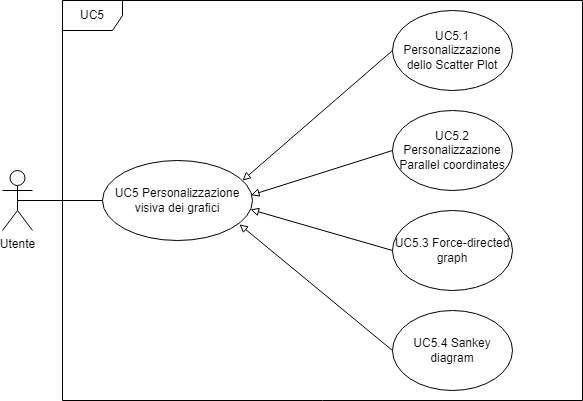 UC5
UC5.1
Personalizzazione
dello Scatter Plot
UC5.2
Personalizzazione
Parallel coordinates
UC5 Personalizzazione
visiva dei grafici
Utente
UC5.3 Force-directed
graph
UC5.4 Sankey
diagram